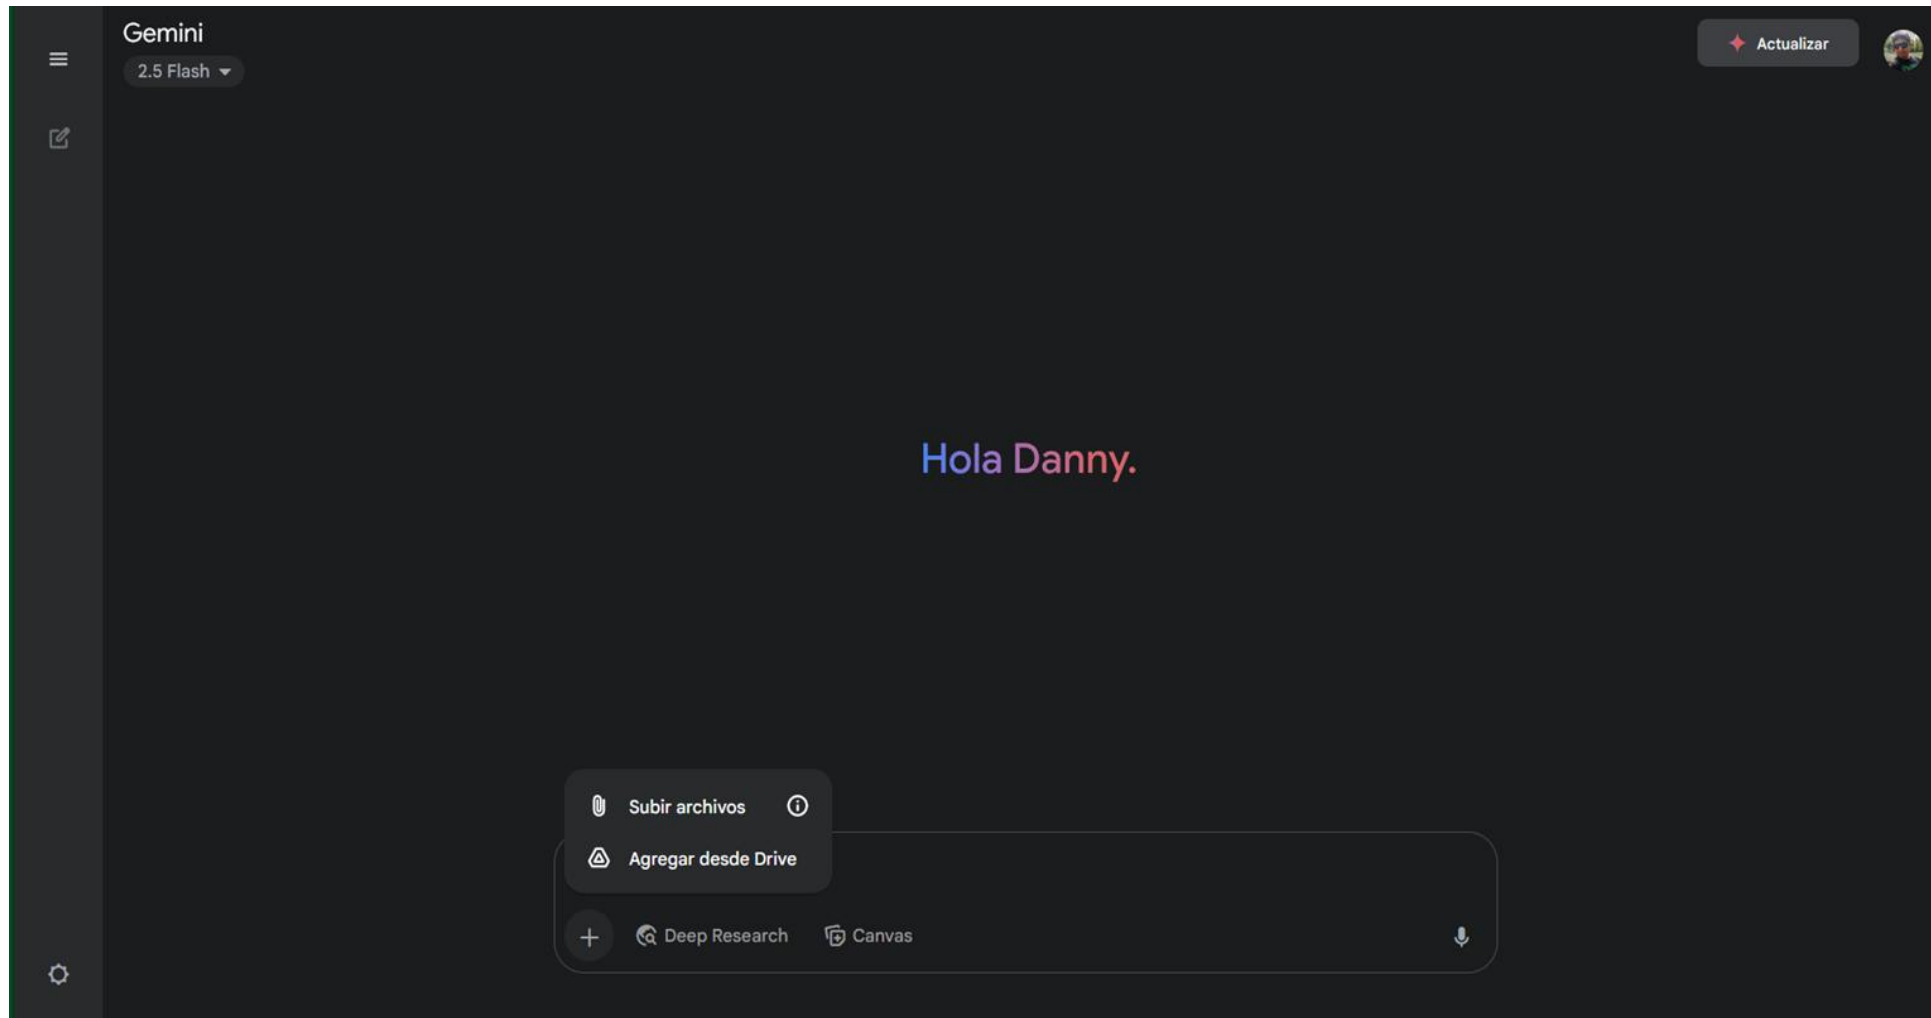 Gemini
Actualizar
2.5 Flash
Hola Danny.
Subir archivos
Agregar desde Drive
Deep Research Canvas